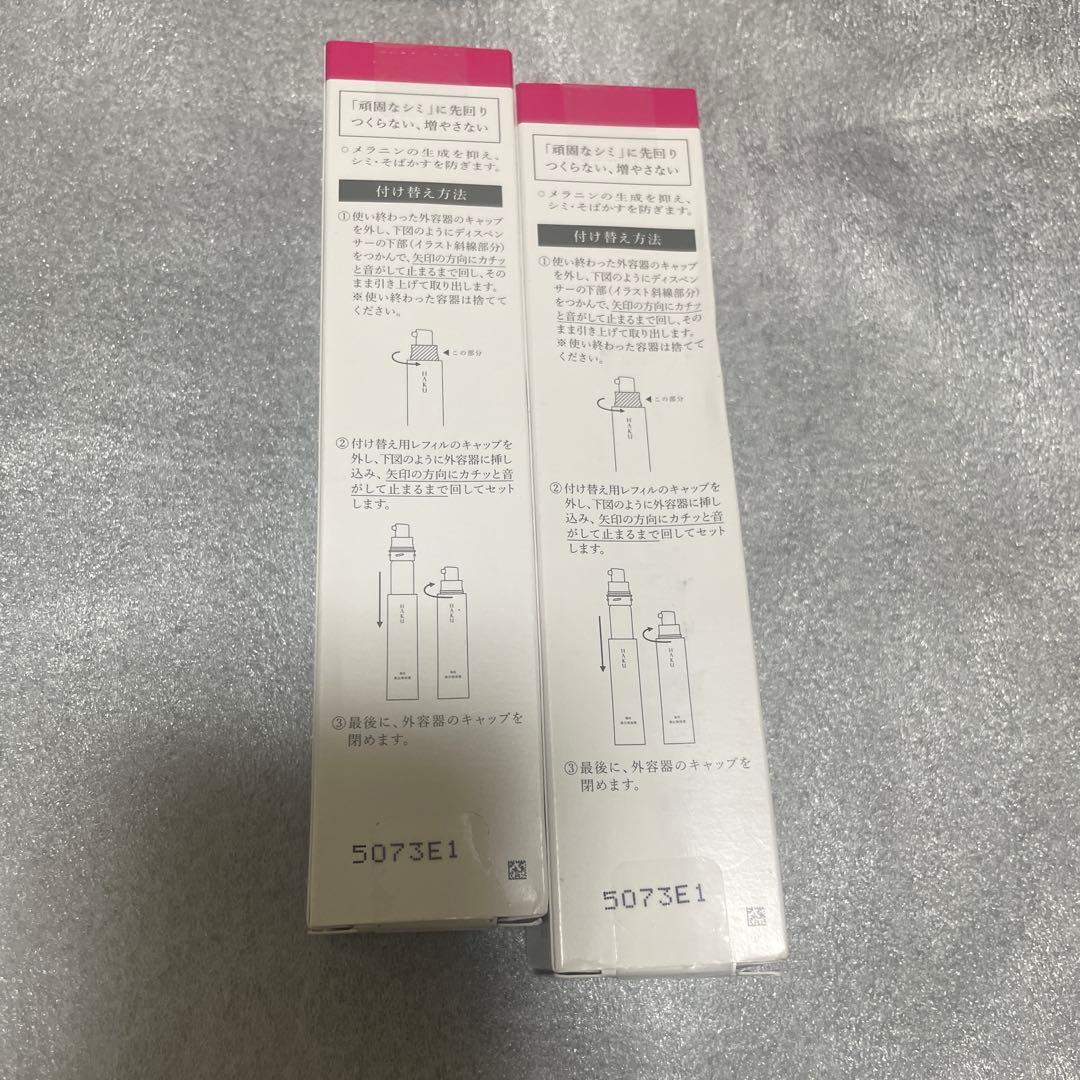 「頑固なシミ」に先回り
つくらない、増やさない
○メラニンの生成を抑え、
シミ・そばかすを防ぎます。
付け替え方法
①使い終わった外容器のキャップ
を外し、下図のようにディスペン
サーの下部(イラスト斜線部分)
をつかんで、矢印の方向にカチッ
と音がして止まるまで回し、その
まま引き上げて取り出します。
※使い終わった容器は捨てて
ください。
◀この部分
HAKU
②付け替え用レフィルのキャップを
外し、下図のように外容器に挿し
込み、矢印の方向にカチッと音
がして止まるまで回してセット
します。
HAKU
HAKU
③最後に、外容器のキャップを
閉めます。
5073E1
「頑固なシミ」に先回り
つくらない、増やさない
○メラニンの生成を抑え、
シミ・そばかすを防ぎます。
付け替え方法
①使い終わった外容器のキャップ
を外し、下図のようにディスペン
サーの下部(イラスト斜線部分)
をつかんで、矢印の方向にカチッ
と音がして止まるまで回し、その
まま引き上げて取り出します。
※使い終わった容器は捨てて
ください。
◀この部分
HAKU
②付け替え用レフィルのキャップを
外し、下図のように外容器に挿し
込み、矢印の方向にカチッと音
がして止まるまで回してセット
します。
HAKU
HAKU
③最後に、外容器のキャップを
閉めます。
5073E1